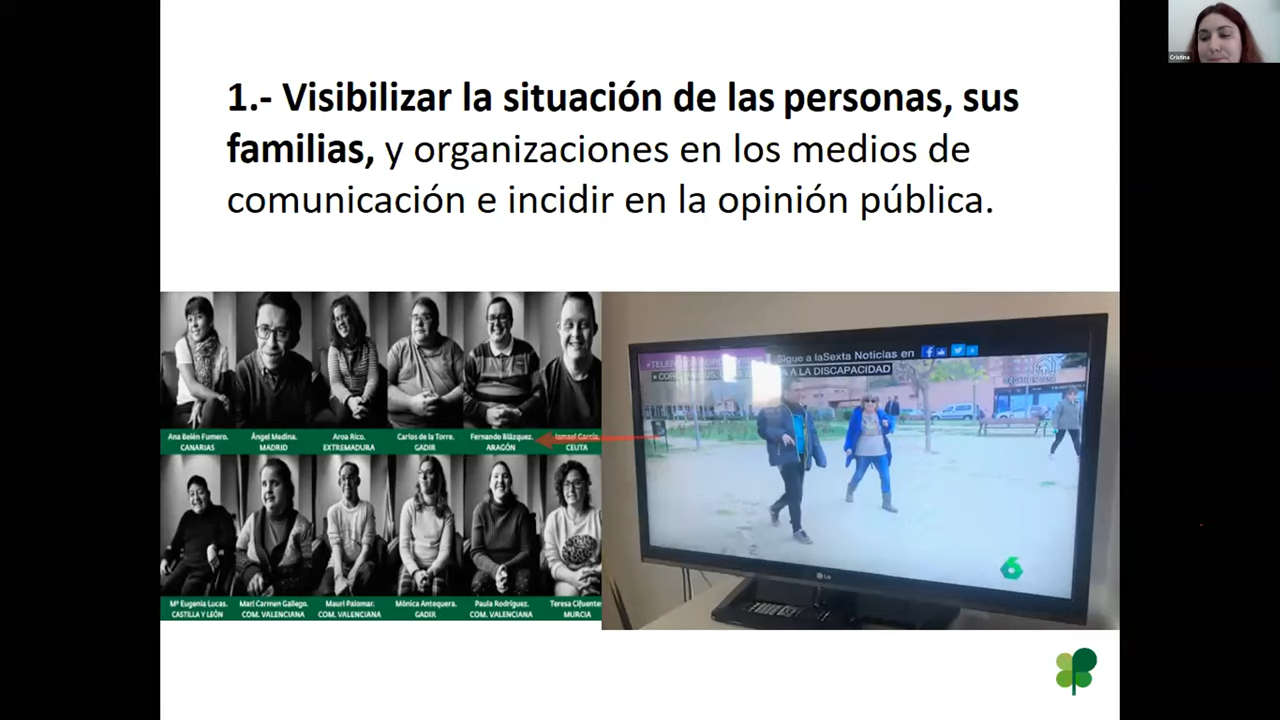 Cristina
1.- Visibilizar la situación de las personas, sus
familias, y organizaciones en los medios de
comunicación e incidir en la opinión pública.
Sigue a laSexta Noticias en
A LA DISCAPACIDAD
Ana Belén Fumero. Ángel Medina. Aroa Rico. Carlos de la Torre. Fernando Blázquez. Ismael García.
CANARIAS MADRID EXTREMADURA GADIR ARAGÓN CEUTA
LG
Mª Eugenia Lucas. Mari Carmen Gallego. Mauri Palomar. Mónica Antequera. Paula Rodríguez. Teresa Cifuentes
CASTILLA Y LEÓN COM. VALENCIANA COM. VALENCIANA GADIR COM. VALENCIANA MURCIA